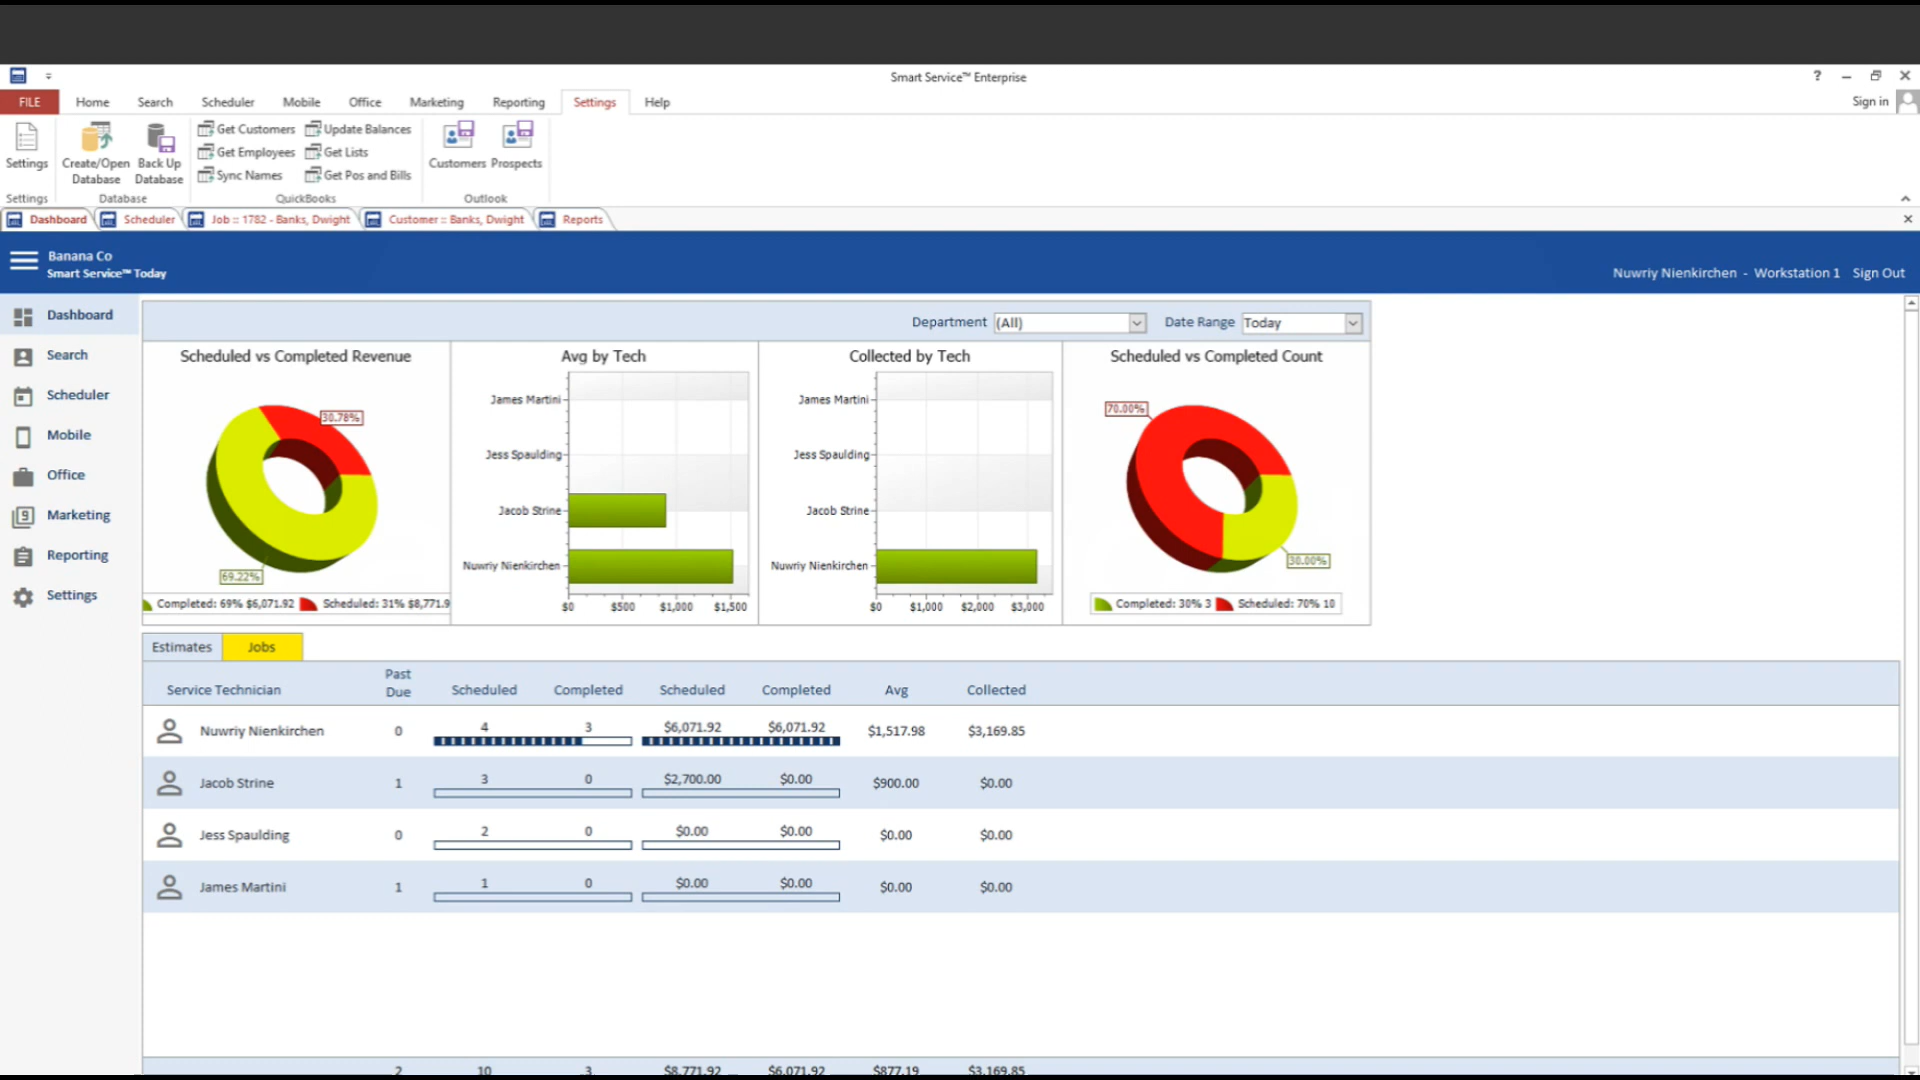 Smart Service™ Enterprise
?
FILE Home Search Scheduler Mobile Office Marketing Reporting Settings Help
Sign in
Settings
Create/Open Database
Back Up Database
Get Customers
Get Employees
Sync Names
Update Balances
Get Lists
Get Pos and Bills
Customers
Prospects
Settings Database QuickBooks Outlook
Dashboard Scheduler Job :: 1782 - Banks, Dwight Customer :: Banks, Dwight Reports
Banana Co
Smart Service™ Today
Nuwriy Nienkirchen - Workstation 1 Sign Out
Dashboard
Search
Scheduler
Mobile
Office
9
Marketing
Reporting
Settings
Department (All) Date Range Today
Scheduled vs Completed Revenue
30.78%
69.22%
Completed: 69% $6,071.92 Scheduled: 31% $8,771.9
Avg by Tech
James Martini
Jess Spaulding
Jacob Strine
Nuwriy Nienkirchen
$0 $500 $1,000 $1,500
Collected by Tech
James Martini
Jess Spaulding
Jacob Strine
Nuwriy Nienkirchen
$0 $1,000 $2,000 $3,000
Scheduled vs Completed Count
70.00%
30.00%
Completed: 30% 3 Scheduled: 70% 10
Estimates Jobs
Service Technician Past Due Scheduled Completed Scheduled Completed Avg Collected
Nuwriy Nienkirchen 0 4 3 $6,071.92 $6,071.92 $1,517.98 $3,169.85
Jacob Strine 1 3 0 $2,700.00 $0.00 $900.00 $0.00
Jess Spaulding 0 2 0 $0.00 $0.00 $0.00 $0.00
James Martini 1 1 0 $0.00 $0.00 $0.00 $0.00
2 10 3 $8,771.92 $6,071.92 $877.19 $3,169.85